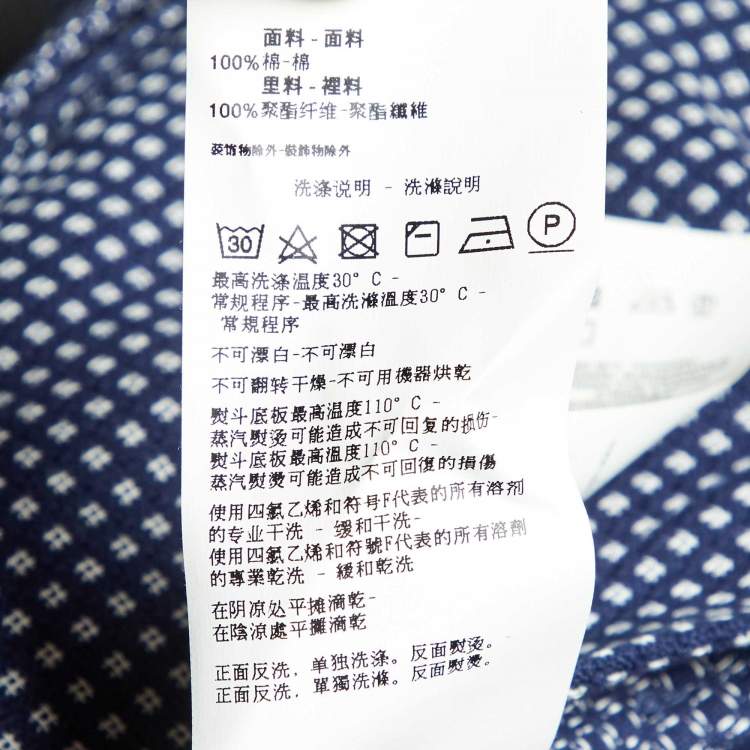 面料 - 面料
100%棉-棉
里料 - 裡料
100%聚酯纤维-聚酯纖維
装饰物除外-裝飾物除外
洗涤说明 - 洗滌說明
30
P
最高洗涤温度30° C -
常规程序-最高洗滌溫度30° C -
常規程序
不可漂白-不可漂白
不可翻转干燥-不可用機器烘乾
熨斗底板最高温度110° C -
蒸汽熨烫可能造成不可回复的损伤-
熨斗底板最高溫度110° C -
蒸汽熨燙可能造成不可回復的損傷
使用四氯乙烯和符号F代表的所有溶剂
的专业干洗 - 缓和干洗-
使用四氯乙烯和符號F代表的所有溶劑
的專業乾洗 - 緩和乾洗
在阴凉处平摊滴乾-
在陰涼處平攤滴乾
正面反洗，单独洗涤。反面熨烫。
正面反洗，單獨洗滌。反面熨燙。